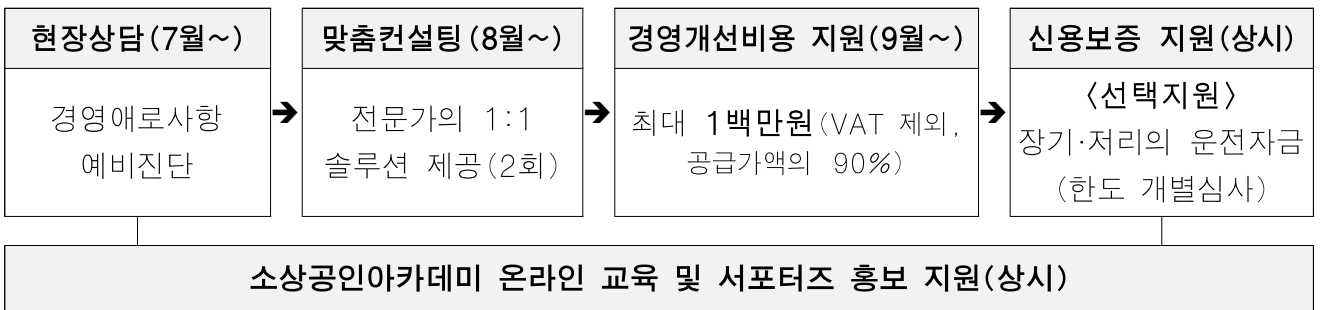 현장상담(7월~)
경영애로사항
예비진단
➔
맞춤컨설팅(8월~)
전문가의 1:1
솔루션 제공(2회)
➔
경영개선비용 지원(9월~)
최대 1백만원(VAT 제외,
공급가액의 90%)
➔
신용보증 지원(상시)
〈선택지원〉
장기·저리의 운전자금
(한도 개별심사)
소상공인아카데미 온라인 교육 및 서포터즈 홍보 지원(상시)